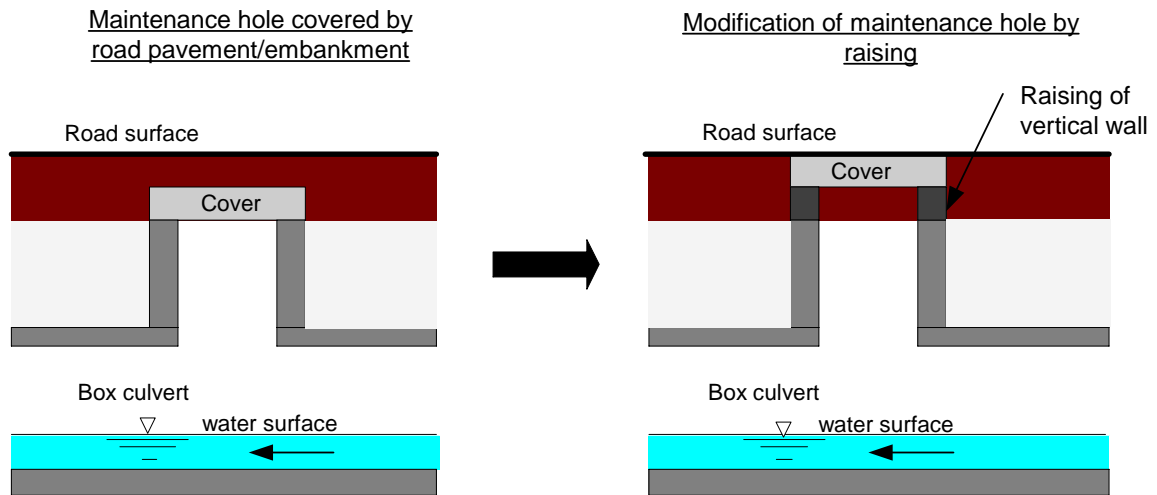 Maintenance hole covered by
road pavement/embankment
Road surface
Cover
Box culvert
water surface
Modification of maintenance hole by
raising
Raising of
vertical wall
Road surface
Cover
Box culvert
water surface